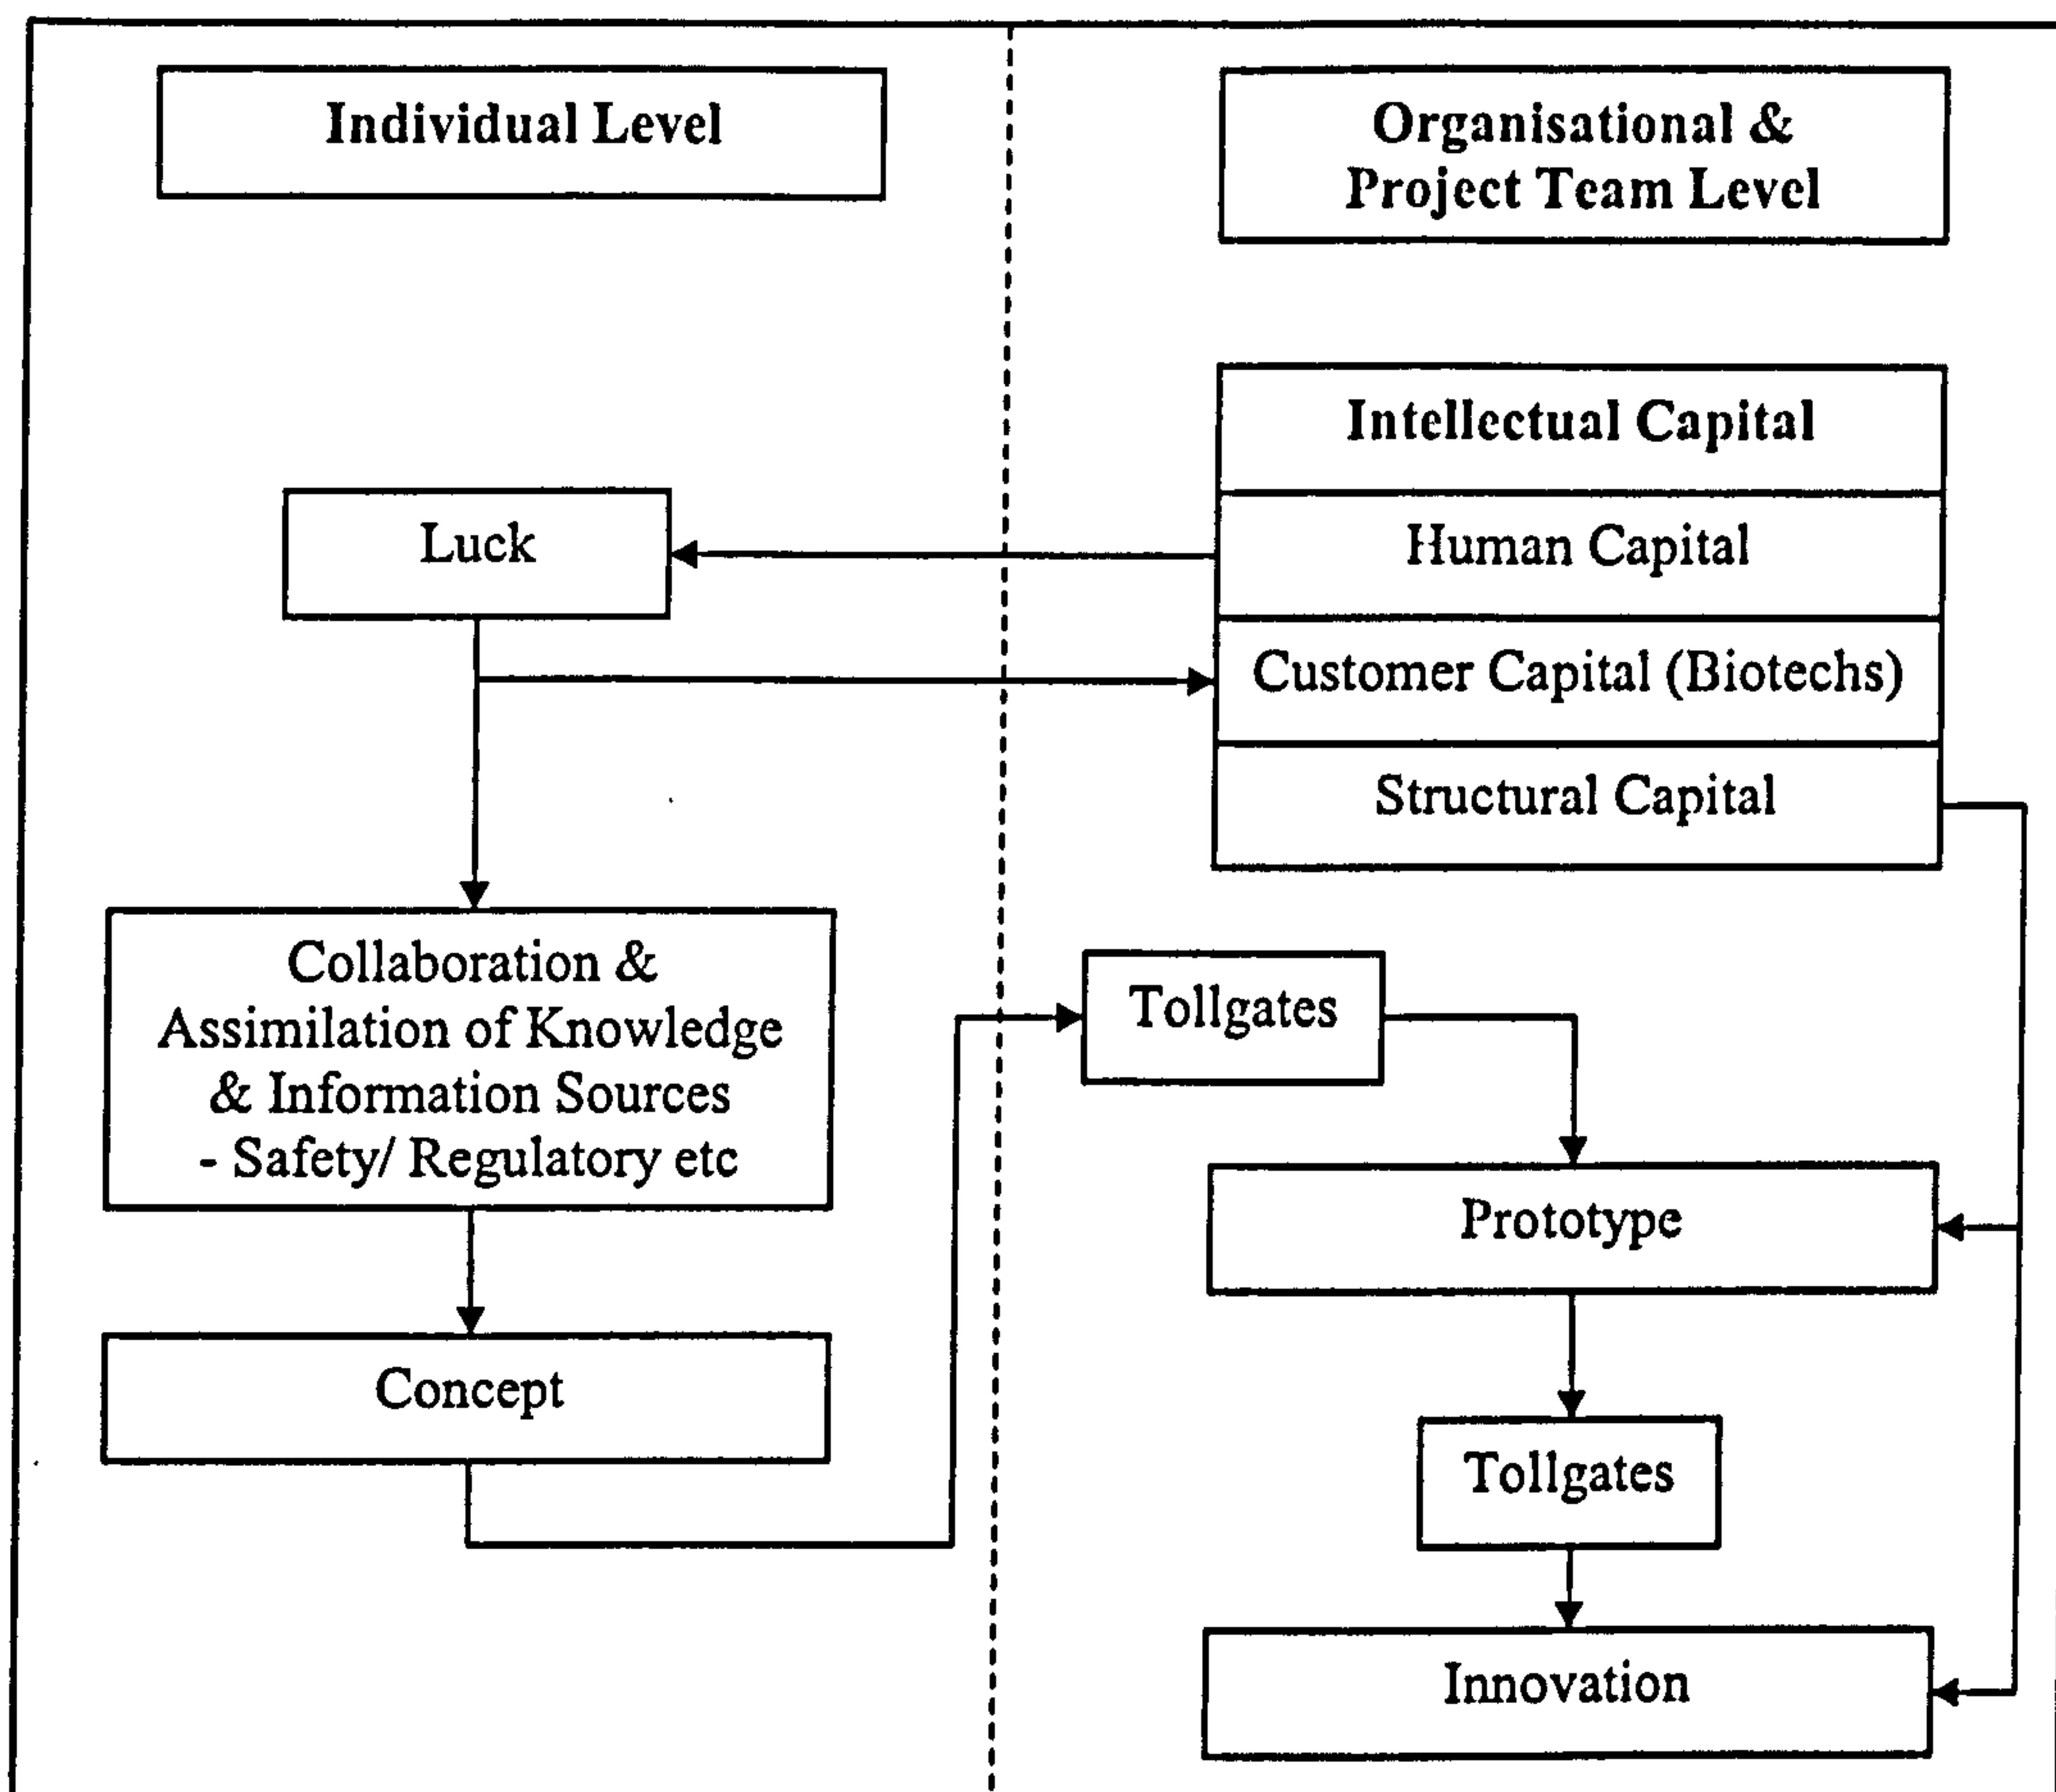 Individual Level
Organisational &
Project Team Level
Intellectual Capital
Luck
Human Capital
Customer Capital (Biotechs)
Structural Capital
Collaboration &
Assimilation of Knowledge
& Information Sources
- Safety/ Regulatory etc
Tollgates
Prototype
Concept
Tollgates
Innovation